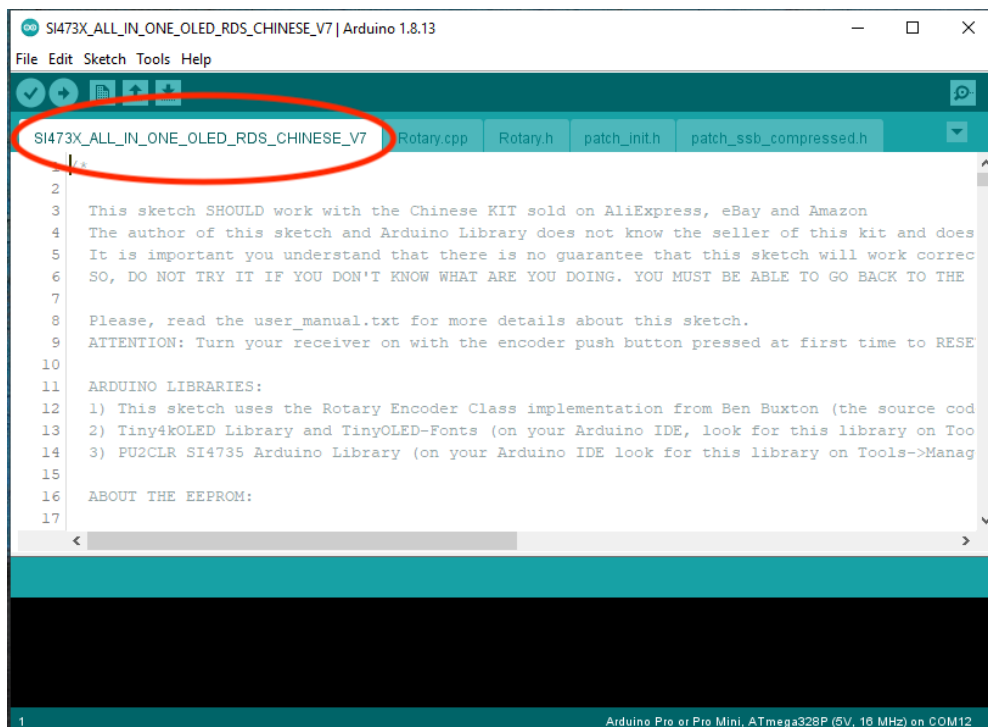 SI473X_ALL_IN_ONE_OLED_RDS_CHINESE_V7 | Arduino 1.8.13
File Edit Sketch Tools Help
SI473X_ALL_IN_ONE_OLED_RDS_CHINESE_V7 Rotary.cpp Rotary.h patch_init.h patch_ssb_compressed.h
1 /*
2
3 This sketch SHOULD work with the Chinese KIT sold on AliExpress, eBay and Amazon
4 The author of this sketch and Arduino Library does not know the seller of this kit and does
5 It is important you understand that there is no guarantee that this sketch will work correc
6 SO, DO NOT TRY IT IF YOU DON'T KNOW WHAT ARE YOU DOING. YOU MUST BE ABLE TO GO BACK TO THE
7
8 Please, read the user_manual.txt for more details about this sketch.
9 ATTENTION: Turn your receiver on with the encoder push button pressed at first time to RESE
10
11 ARDUINO LIBRARIES:
12 1) This sketch uses the Rotary Encoder Class implementation from Ben Buxton (the source cod
13 2) Tiny4kOLED Library and TinyOLED-Fonts (on your Arduino IDE, look for this library on Too
14 3) PU2CLR SI4735 Arduino Library (on your Arduino IDE look for this library on Tools->Manag
15
16 ABOUT THE EEPROM:
17
1 Arduino Pro or Pro Mini, ATmega328P (5V, 16 MHz) on COM12